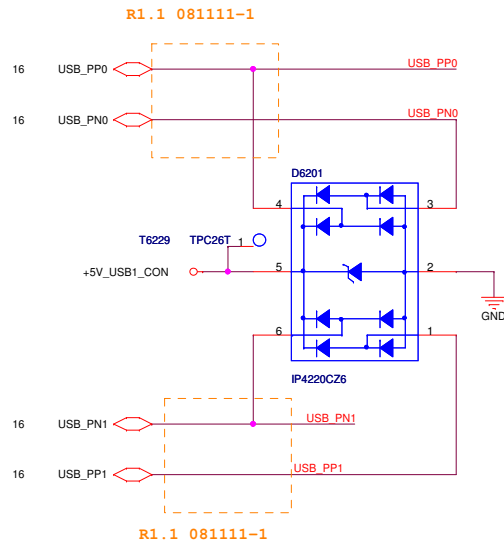 R1.1 081111-1
16 USB_PP0 USB_PP0
16 USB_PN0 USB_PN0
D6201
4 3
T6229 TPC26T 1
+5V_USB1_CON 5 2
GND
6 1
IP4220CZ6
16 USB_PN1 USB_PN1
16 USB_PP1 USB_PP1
R1.1 081111-1